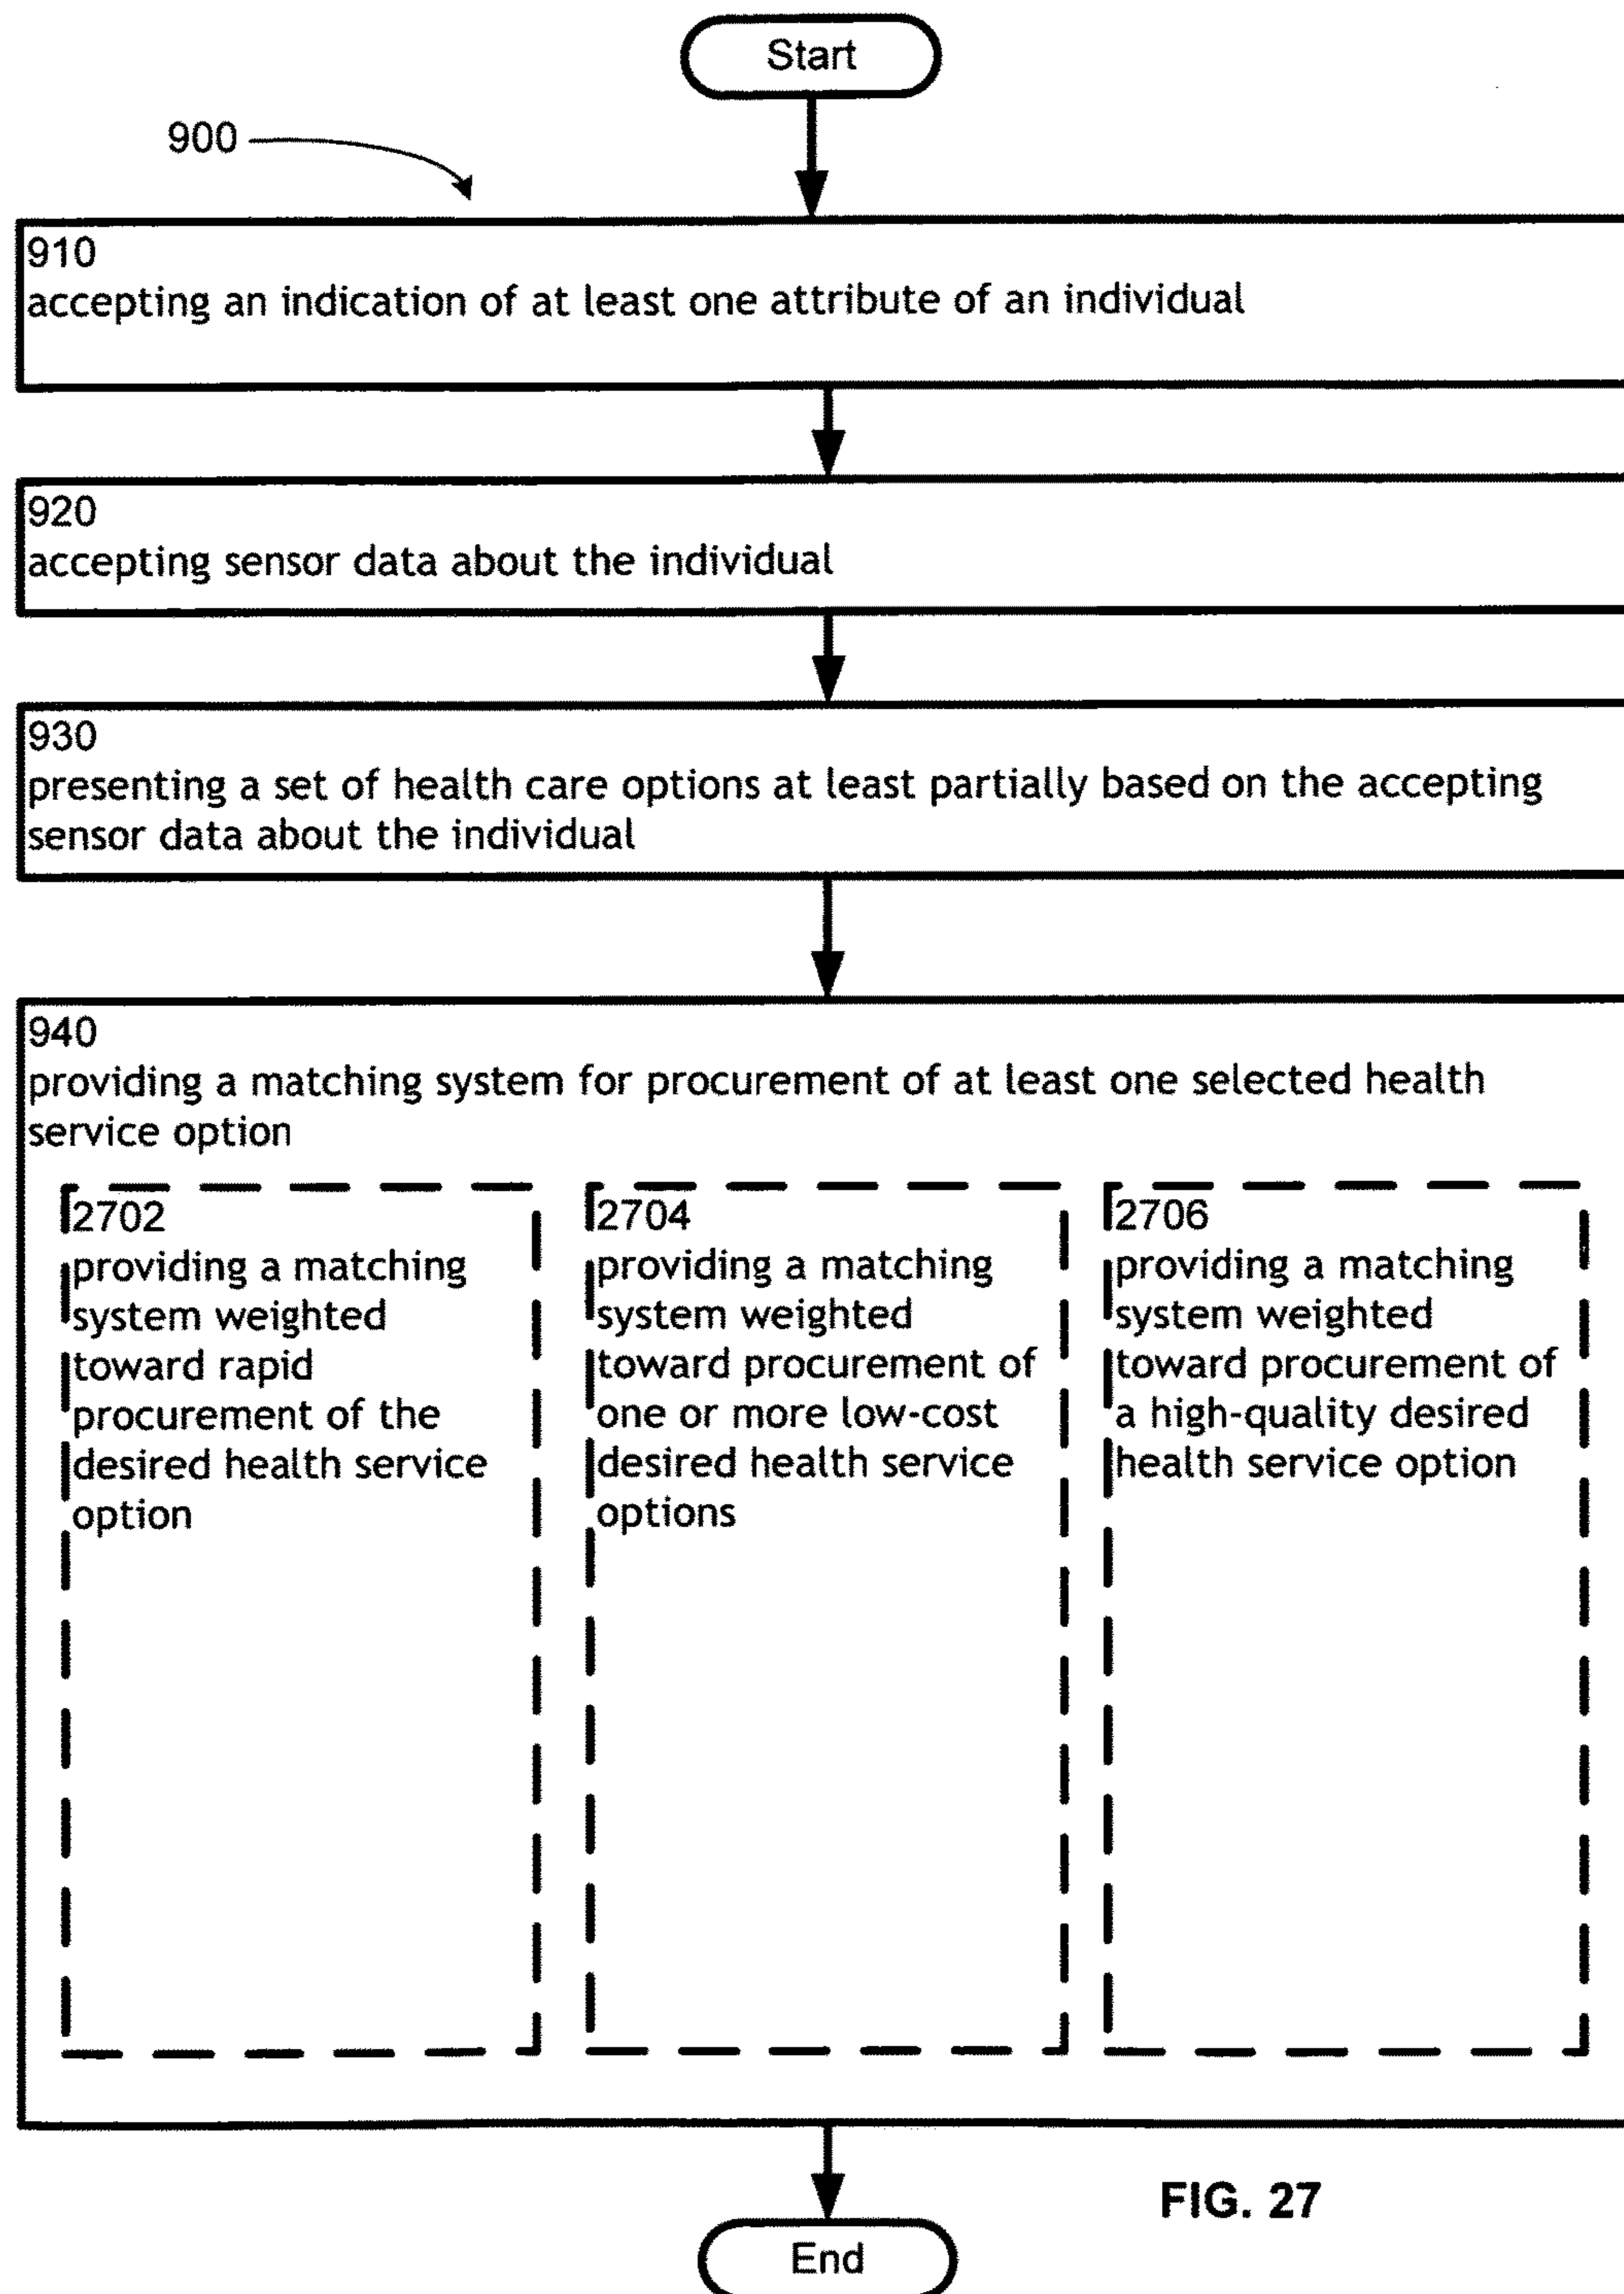 Start
900
910
accepting an indication of at least one attribute of an individual
920
accepting sensor data about the individual
930
presenting a set of health care options at least partially based on the accepting
sensor data about the individual
940
providing a matching system for procurement of at least one selected health
service option
2702
providing a matching
system weighted
toward rapid
procurement of the
desired health service
option
2704
providing a matching
system weighted
toward procurement of
one or more low-cost
desired health service
options
2706
providing a matching
system weighted
toward procurement of
a high-quality desired
health service option
FIG. 27
End